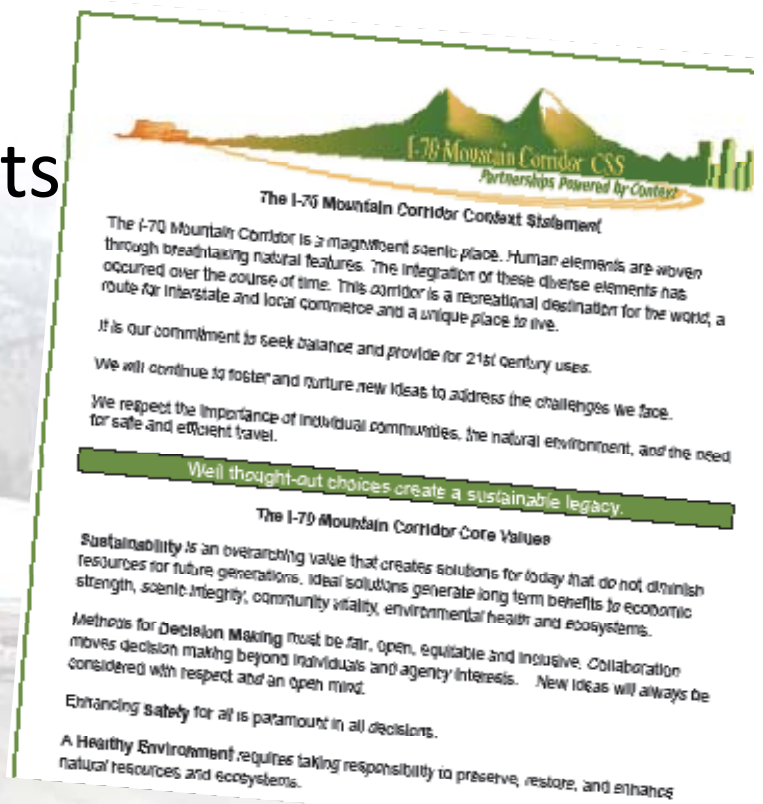 ts
I-70 Mountain Corridor CSS
Partnerships Powered by Context
The I-70 Mountain Corridor Context Statement
The I-70 Mountain Corridor is a magnificent scenic place. Human elements are woven
through breathtaking natural features. The integration of these diverse elements has
occurred over the course of time. This corridor is a recreational destination for the world, a
route for interstate and local commerce and a unique place to live.
It is our commitment to seek balance and provide for 21st century uses.
We will continue to foster and nurture new ideas to address the challenges we face.
We respect the importance of individual communities, the natural environment, and the need
for safe and efficient travel.
Well thought-out choices create a sustainable legacy.
The I-70 Mountain Corridor Core Values
Sustainability is an overarching value that creates solutions for today that do not diminish
resources for future generations. Ideal solutions generate long term benefits to economic
strength, scenic integrity, community vitality, environmental health and ecosystems.
Methods for Decision Making must be fair, open, equitable and inclusive. Collaboration
moves decision making beyond individuals and agency interests. New ideas will always be
considered with respect and an open mind.
Enhancing safety for all is paramount in all decisions.
A Healthy Environment requires taking responsibility to preserve, restore, and enhance
natural resources and ecosystems.